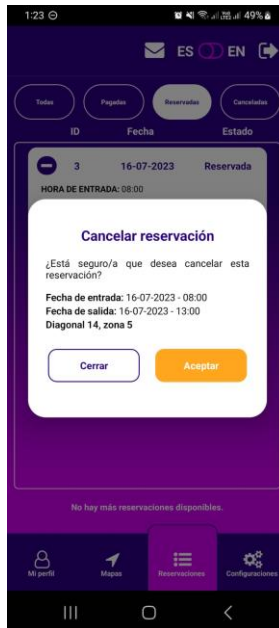 1:23
49%
ES EN
Todas Pagadas Reservadas Canceladas
ID Fecha Estado
3 16-07-2023 Reservada
HORA DE ENTRADA: 08:00
Cancelar reservación
¿Está seguro/a que desea cancelar esta
reservación?
Fecha de entrada: 16-07-2023 - 08:00
Fecha de salida: 16-07-2023 - 13:00
Diagonal 14, zona 5
Cerrar Aceptar
No hay más reservaciones disponibles.
Mi perfil Mapas Reservaciones Configuraciones